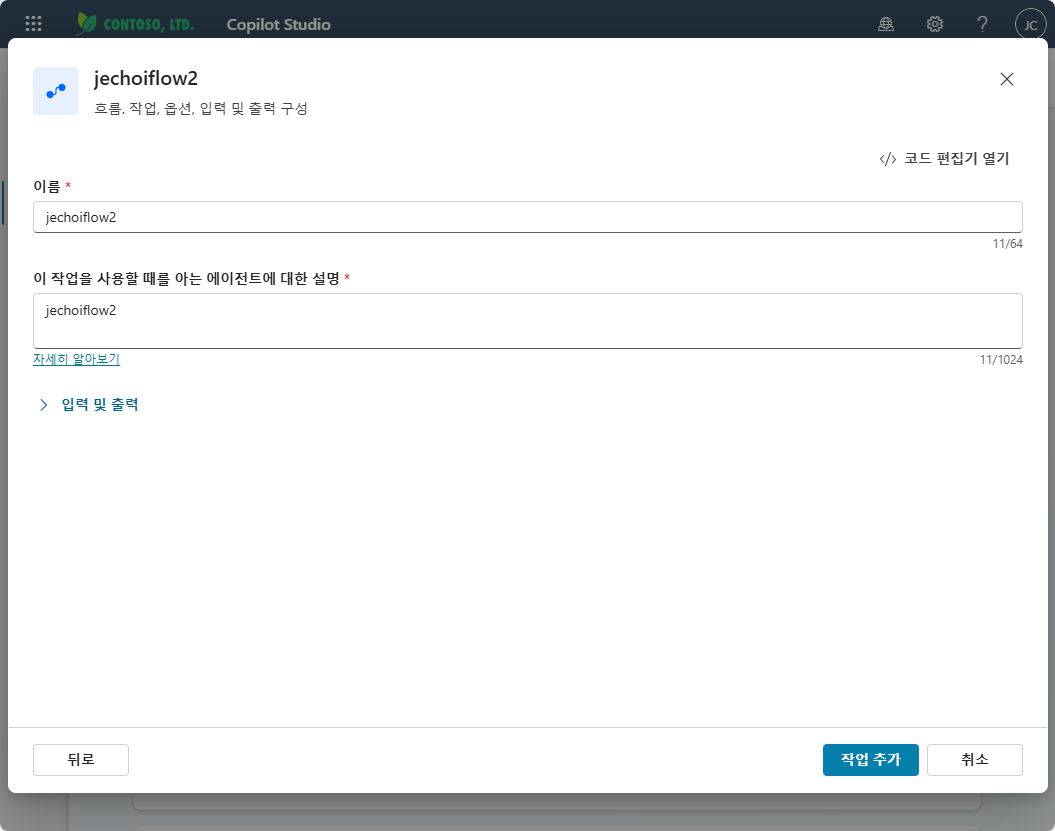 CONTOSO, LTD.
Copilot Studio
?
JC
jechoiflow2
흐름. 작업, 옵션, 입력 및 출력 구성
</> 코드 편집기 열기
이름 *
jechoiflow2
11/64
이 작업을 사용할 때를 아는 에이전트에 대한 설명 *
jechoiflow2
자세히 알아보기
11/1024
입력 및 출력
뒤로
작업 추가
취소